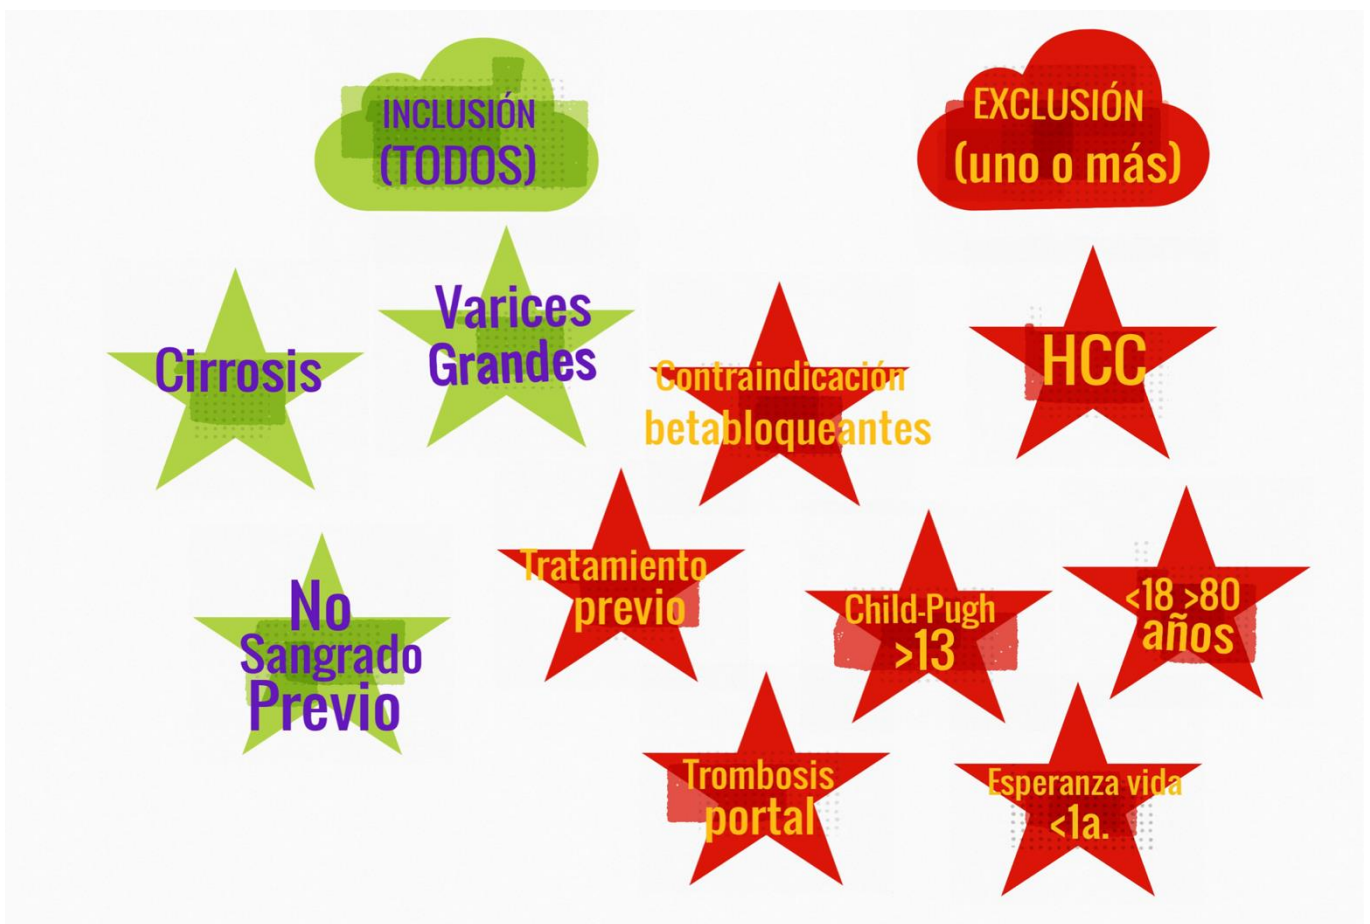 INCLUSIÓN
(TODOS)
EXCLUSIÓN
(uno o más)
Cirrosis
Varices
Grandes
No
Sangrado
Previo
Contraindicación
betabloqueantes
HCC
Tratamiento
previo
Child-Pugh
>13
<18 >80
años
Trombosis
portal
Esperanza vida
<1a.